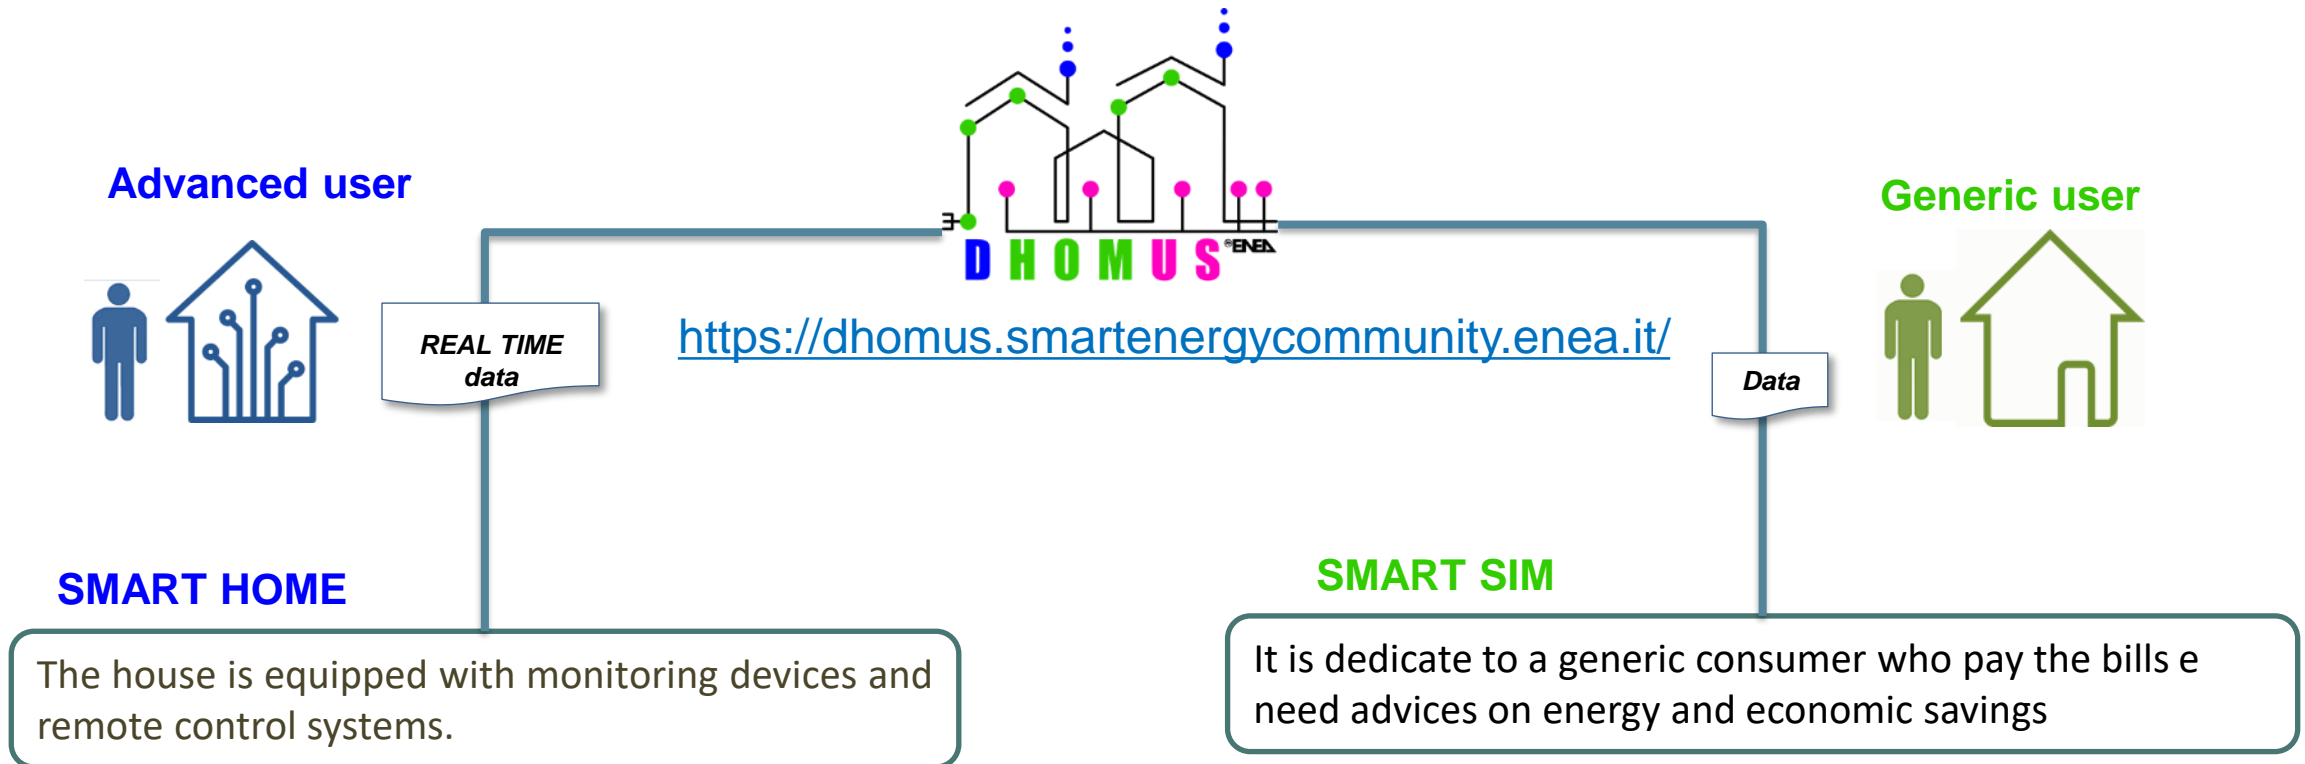 Advanced user
Generic user
DHOMUS ®ENEA
REAL TIME
data
https://dhomus.smartenergycommunity.enea.it/
Data
SMART HOME
SMART SIM
The house is equipped with monitoring devices and
remote control systems.
It is dedicate to a generic consumer who pay the bills e
need advices on energy and economic savings